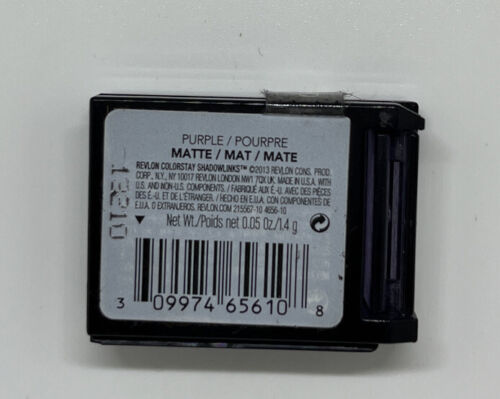 PURPLE / POURPRE
MATTE / MAT / MATE
REVLON COLORSTAY SHADOWLINKS™ ©2013 REVLON CONS. PROD.
CORP., N.Y., NY 10017 REVLON LONDON NW1 7QX UK. MADE IN U.S.A. WITH
U.S. AND NON-U.S. COMPONENTS. / FABRIQUÉ AUX É.-U. AVEC DES PIÈCES
DES É.-U. ET DE L'ÉTRANGER. / HECHO EN E.U.A. CON COMPONENTES DE
E.U.A. O EXTRANJEROS. REVLON.COM 215567-10 4656-10
Net Wt./Poids net 0.05 Oz./1.4 g
3 09974 65610 8